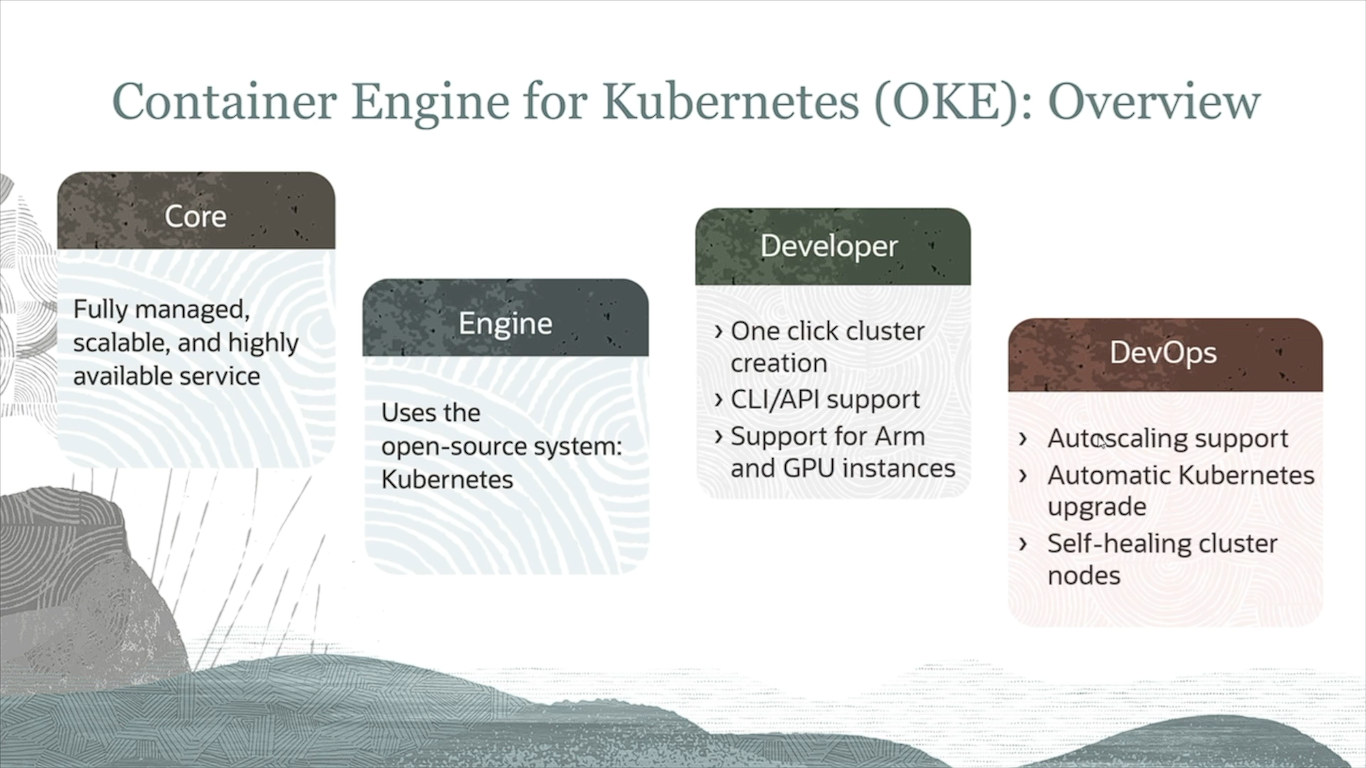 Container Engine for Kubernetes (OKE): Overview
Core
Fully managed,
scalable, and highly
available service
Engine
Uses the
open-source system:
Kubernetes
Developer
› One click cluster
creation
› CLI/API support
› Support for Arm
and GPU instances
DevOps
› Autoscaling support
› Automatic Kubernetes
upgrade
› Self-healing cluster
nodes